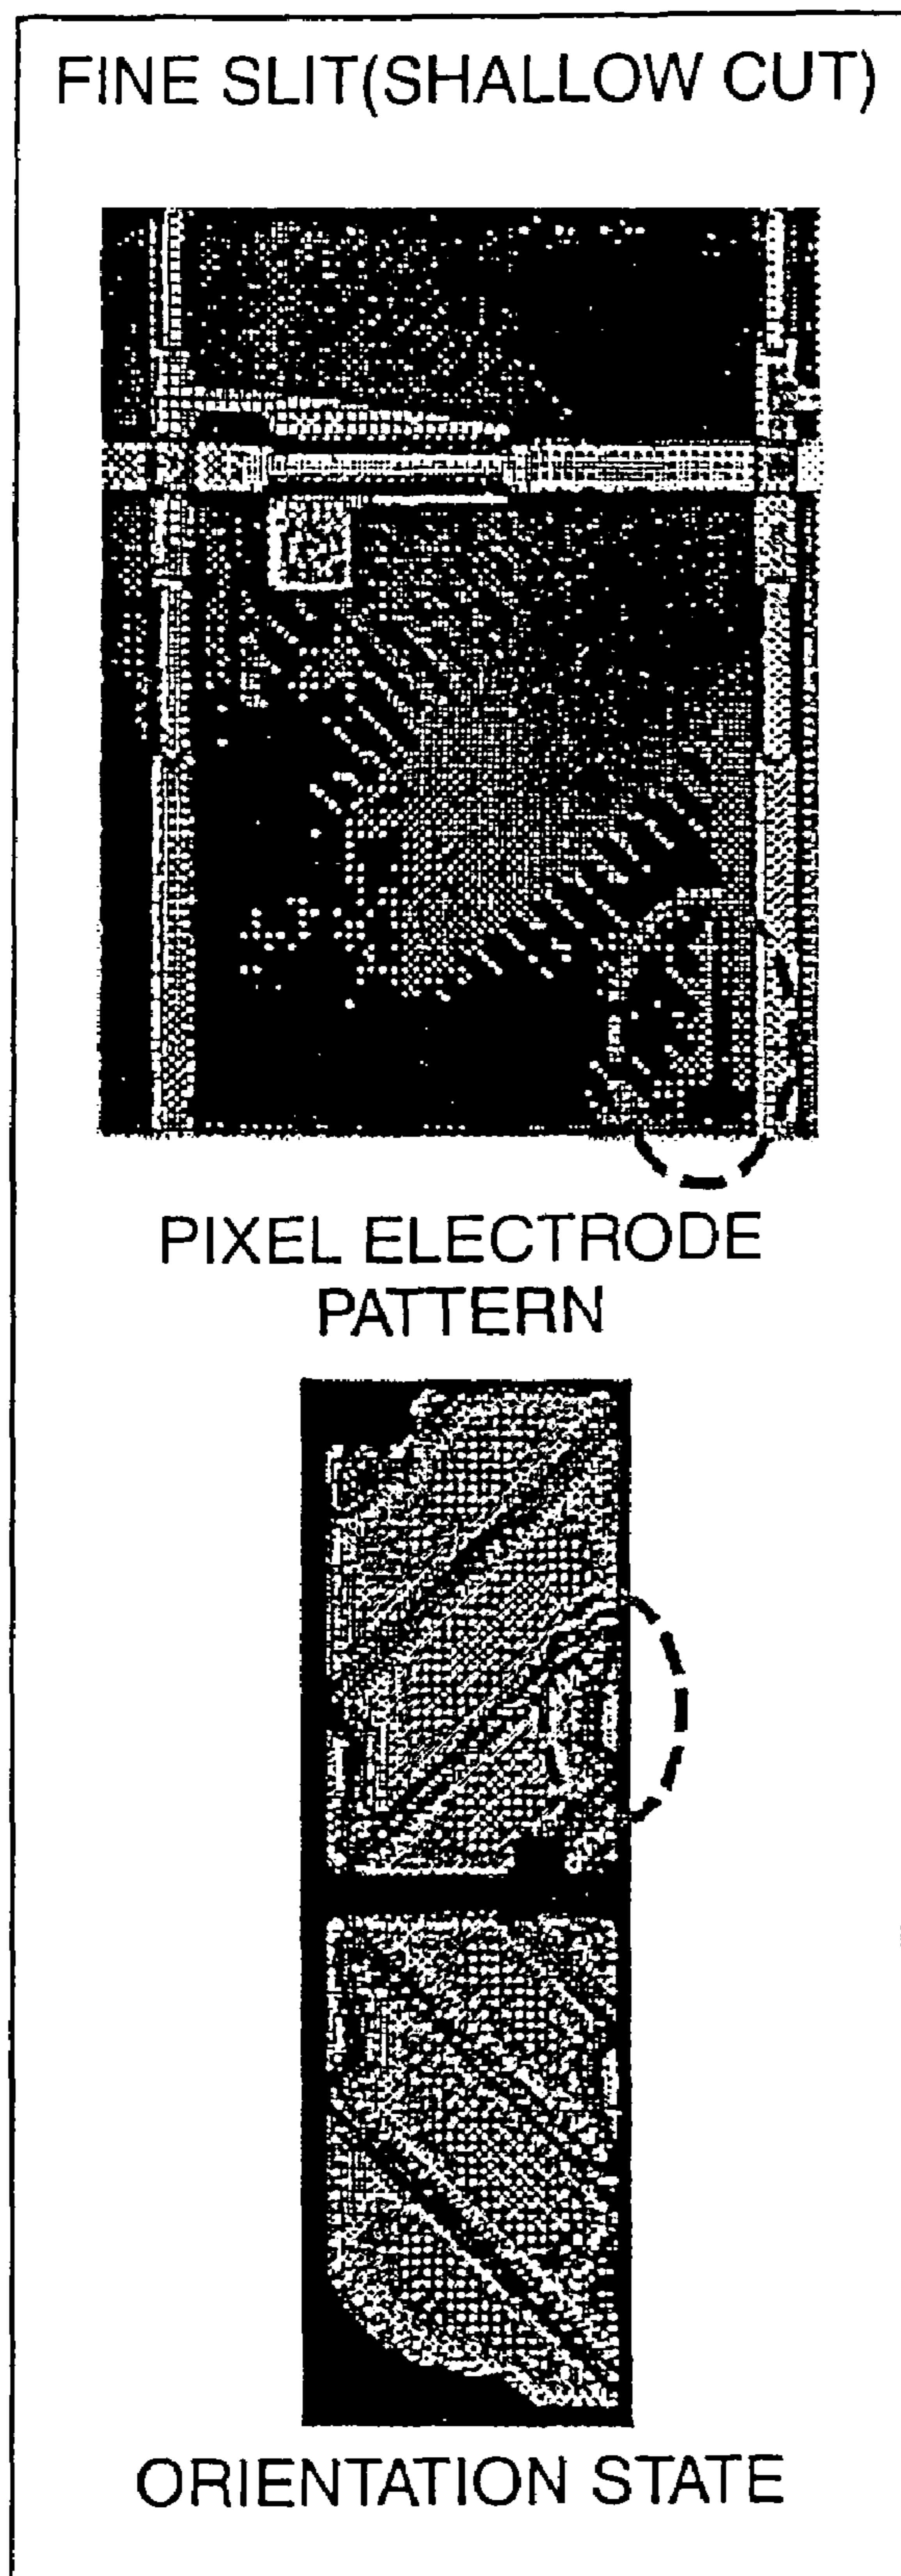 FINE SLIT(SHALLOW CUT)
PIXEL ELECTRODE
PATTERN
ORIENTATION STATE